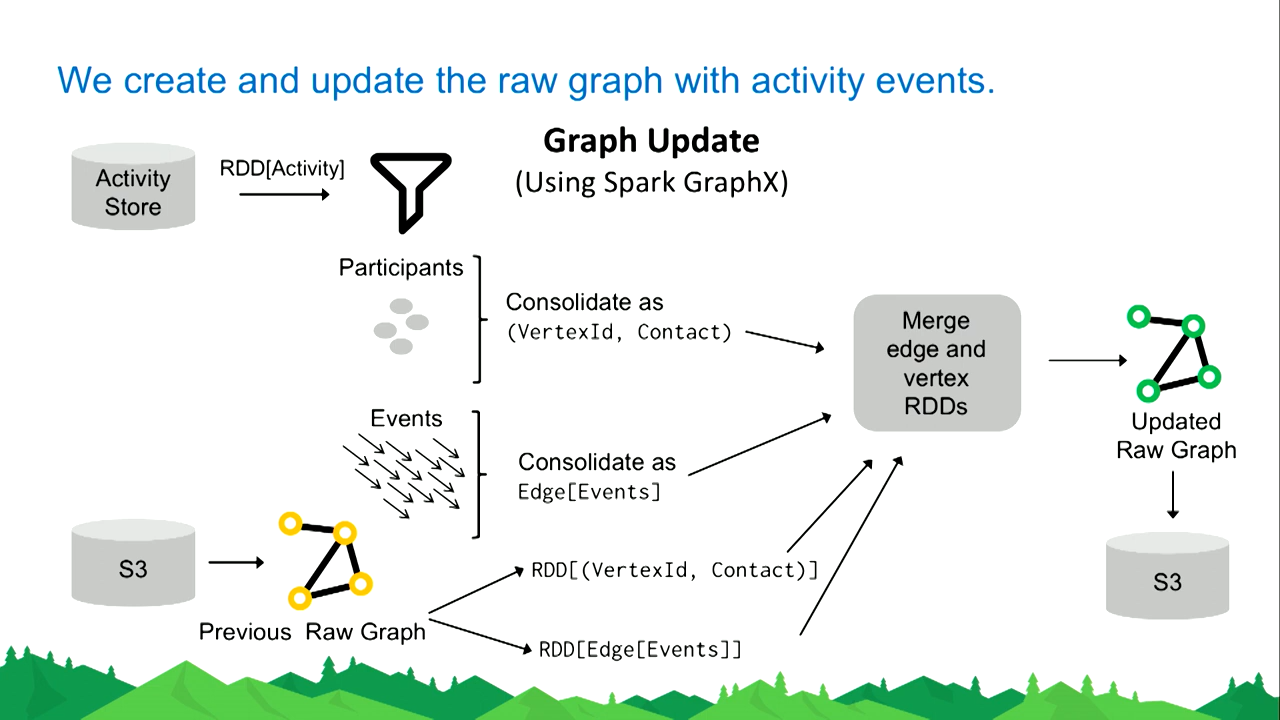 We create and update the raw graph with activity events.
Graph Update
(Using Spark GraphX)
Activity
Store
RDD[Activity]
Participants
Consolidate as
(VertexId, Contact)
Events
Consolidate as
Edge[Events]
S3
Previous Raw Graph
RDD[(VertexId, Contact)]
RDD[Edge[Events]]
Merge
edge and
vertex
RDDs
Updated
Raw Graph
S3